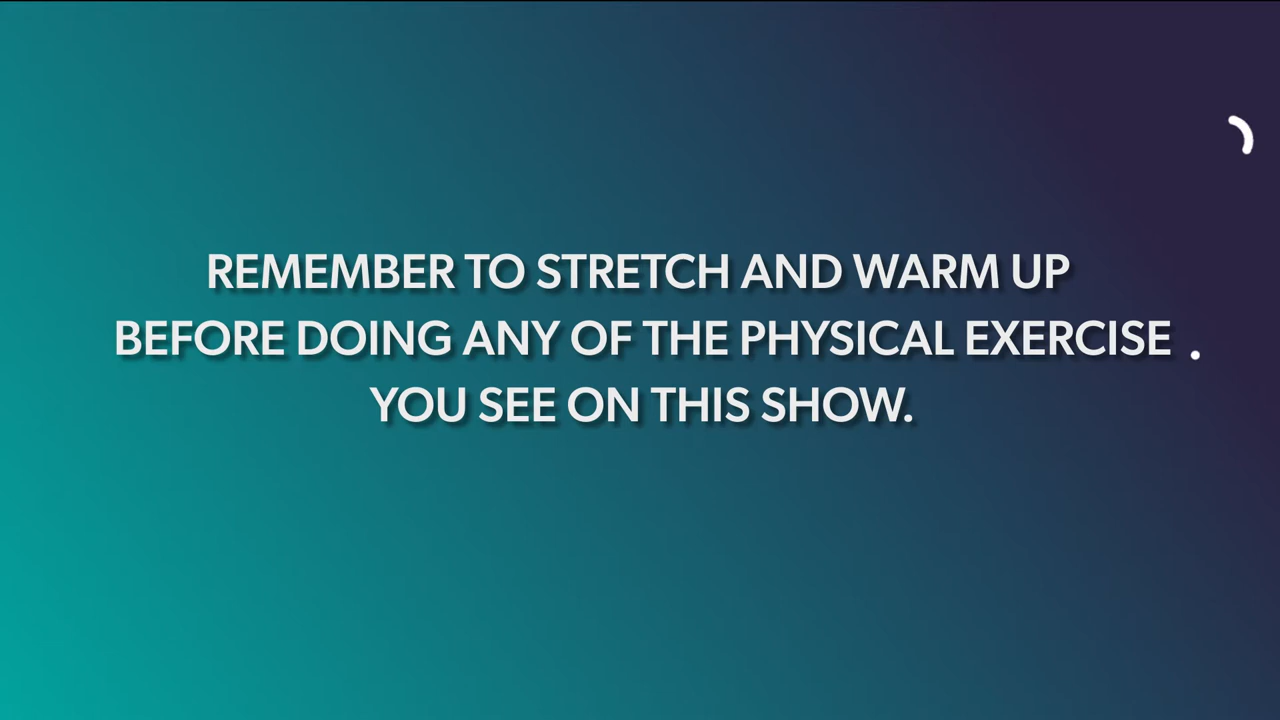 REMEMBER TO STRETCH AND WARM UP
BEFORE DOING ANY OF THE PHYSICAL EXERCISE
YOU SEE ON THIS SHOW.